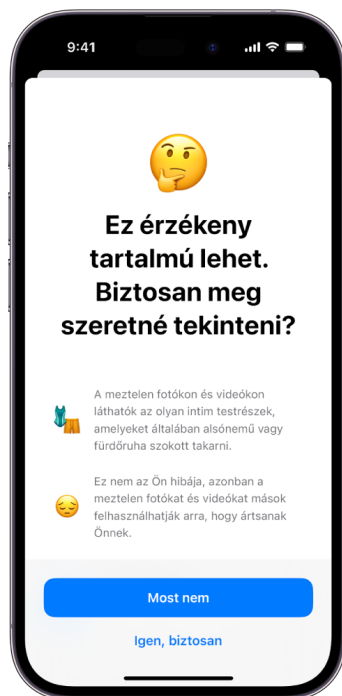 9:41
Ez érzékeny
tartalmú lehet.
Biztosan meg
szeretné tekinteni?
A meztelen fotókon és videókon
láthatók az olyan intim testrészek,
amelyeket általában alsónemű vagy
fürdőruha szokott takarni.
Ez nem az Ön hibája, azonban a
meztelen fotókat és videókat mások
felhasználhatják arra, hogy ártsanak
Önnek.
Most nem
Igen, biztosan